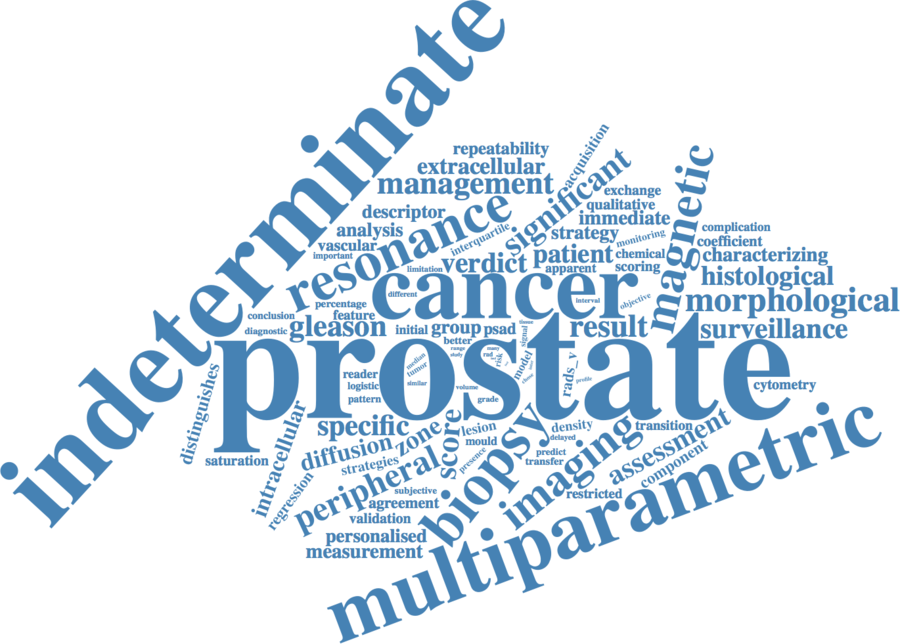 indeterminate
repeatability
acquisition
extracellular
management
significant
exchange
qualitative
magnetic
descriptor
resonance
immediate
analysis
interquartile
strategy
monitoring
complication
coefficient
vascular
important
verdict
patient
chemical
characterizing
limitation
apparent
scoring
histological
cancer
different
interval
objective
morphological
percentage
feature
conclusion
diagnostic
gleason
initial
group
psad
tissue
signal
result
surveillance
prostate
better
range
many
study
rad
risk
median
tumor
model
rads_v
reader
logistic
similar
volume
profile
cytometry
pattern
grade
distinguishes
specific
score
biopsy
lesion
density
transition
assessment
saturation
intracellular
diffusion
zone
mould
delayed
strategies
presence
predict
transfer
imaging
component
regression
peripheral
subjective
agreement
restricted
validation
personalised
measurement
multiparametric